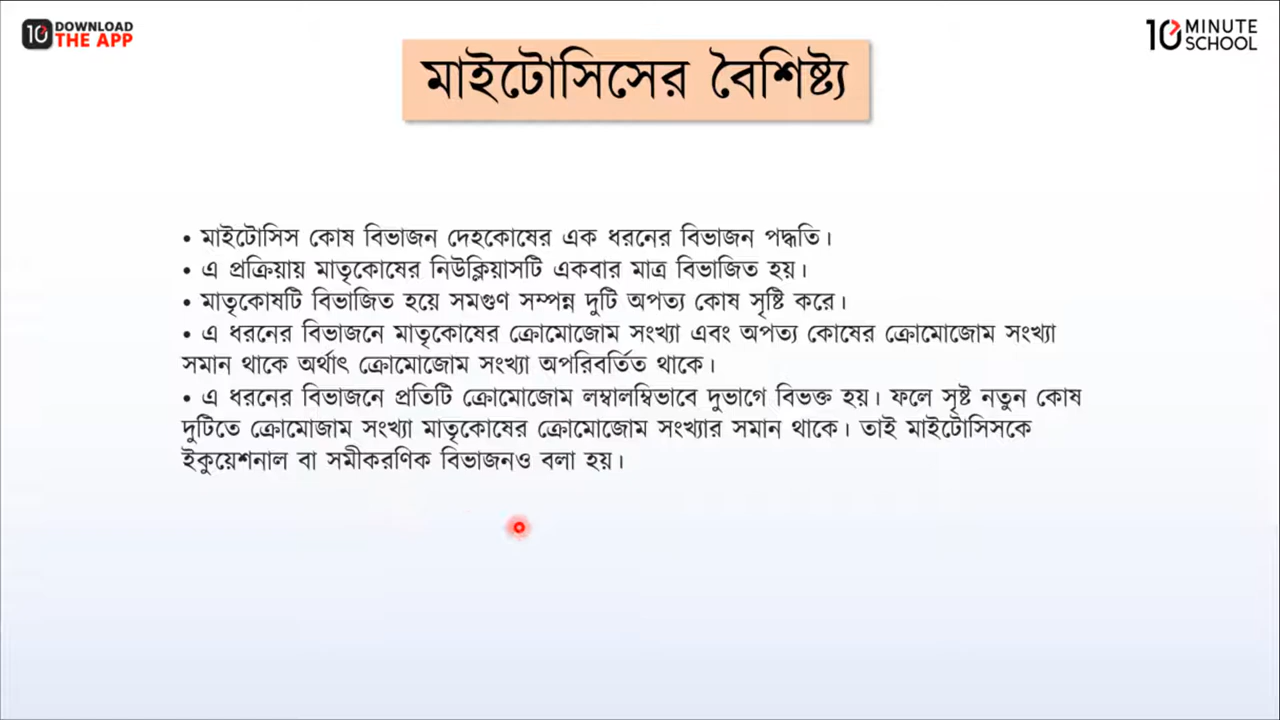 DOWNLOAD
THE APP
10 MINUTE
SCHOOL
মাইটোসিসের বৈশিষ্ট্য
• মাইটোসিস কোষ বিভাজন দেহকোষের এক ধরনের বিভাজন পদ্ধতি।
• এ প্রক্রিয়ায় মাতৃকোষের নিউক্লিয়াসটি একবার মাত্র বিভাজিত হয়।
• মাতৃকোষটি বিভাজিত হয়ে সমগুণ সম্পন্ন দুটি অপত্য কোষ সৃষ্টি করে।
• এ ধরনের বিভাজনে মাতৃকোষের ক্রোমোজোম সংখ্যা এবং অপত্য কোষের ক্রোমোজোম সংখ্যা
সমান থাকে অর্থাৎ ক্রোমোজোম সংখ্যা অপরিবর্তিত থাকে।
• এ ধরনের বিভাজনে প্রতিটি ক্রোমোজোম লম্বালম্বিভাবে দুভাগে বিভক্ত হয়। ফলে সৃষ্ট নতুন কোষ
দুটিতে ক্রোমোজাম সংখ্যা মাতৃকোষের ক্রোমোজোম সংখ্যার সমান থাকে। তাই মাইটোসিসকে
ইকুয়েশনাল বা সমীকরণিক বিভাজনও বলা হয়।